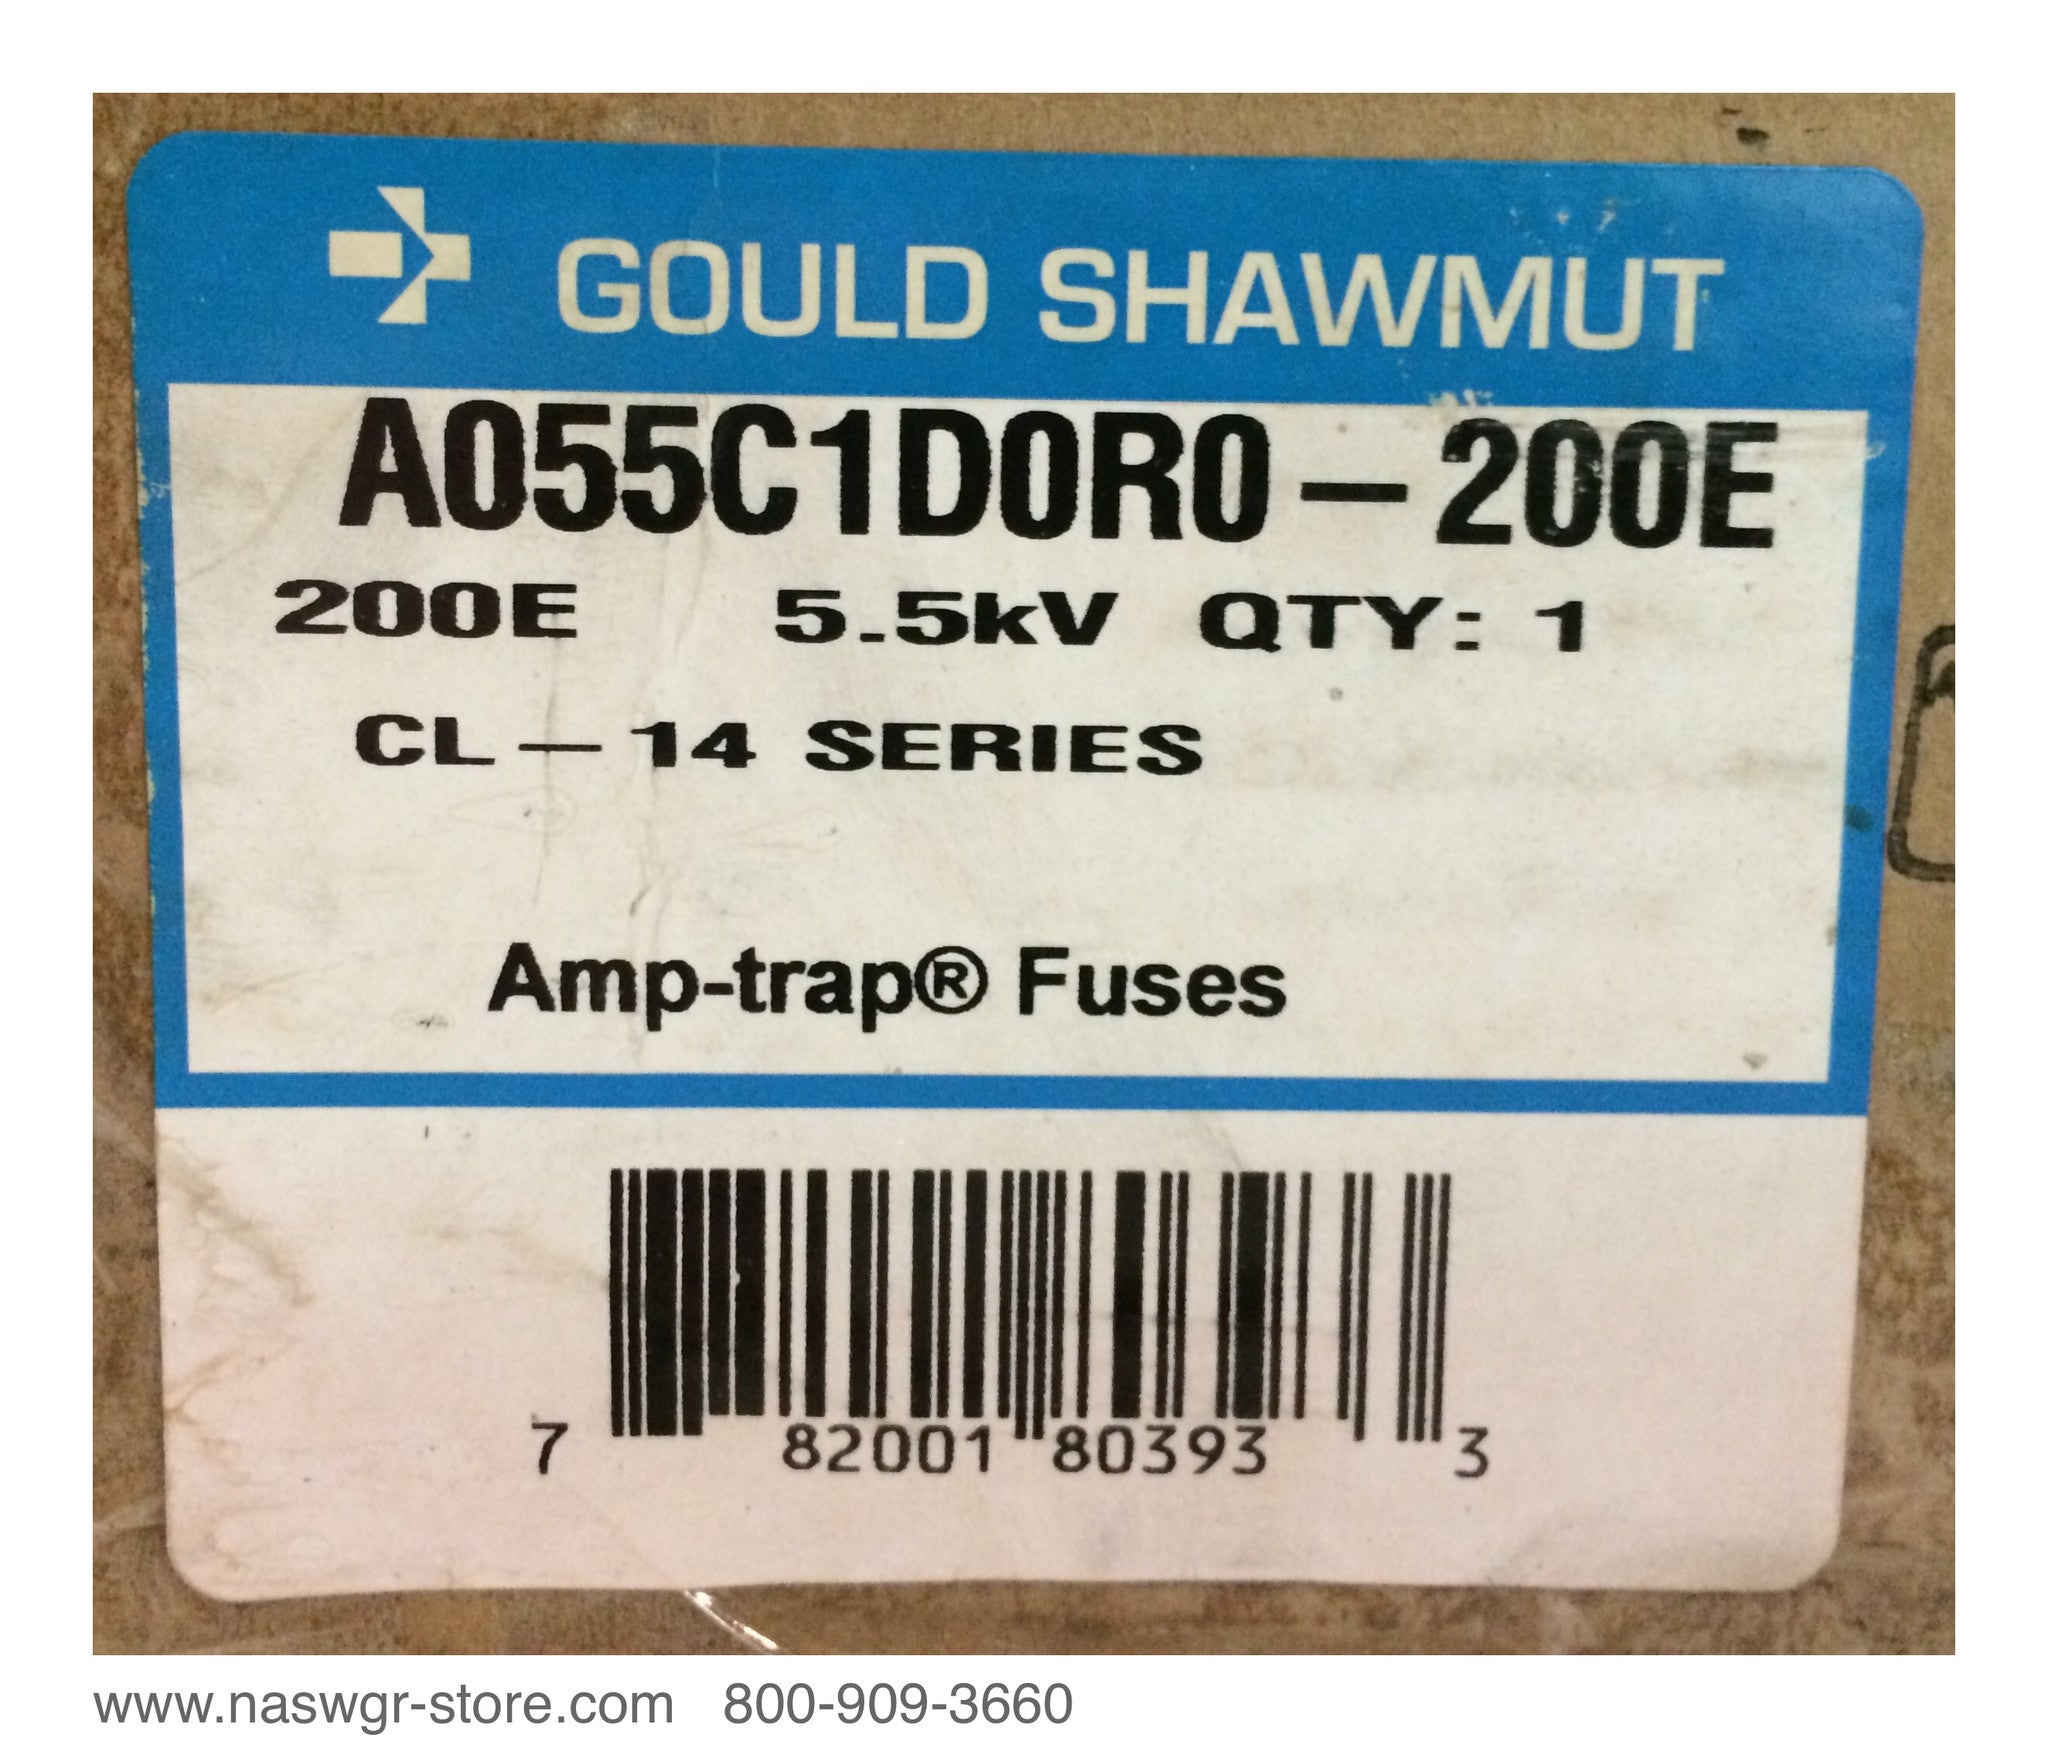 GOULD SHAWMUT
A055C1D0R0-200E
200E 5.5kV QTY: 1
CL-14 SERIES
Amp-trap® Fuses
7 82001 80393 3
www.naswgr-store.com 800-909-3660